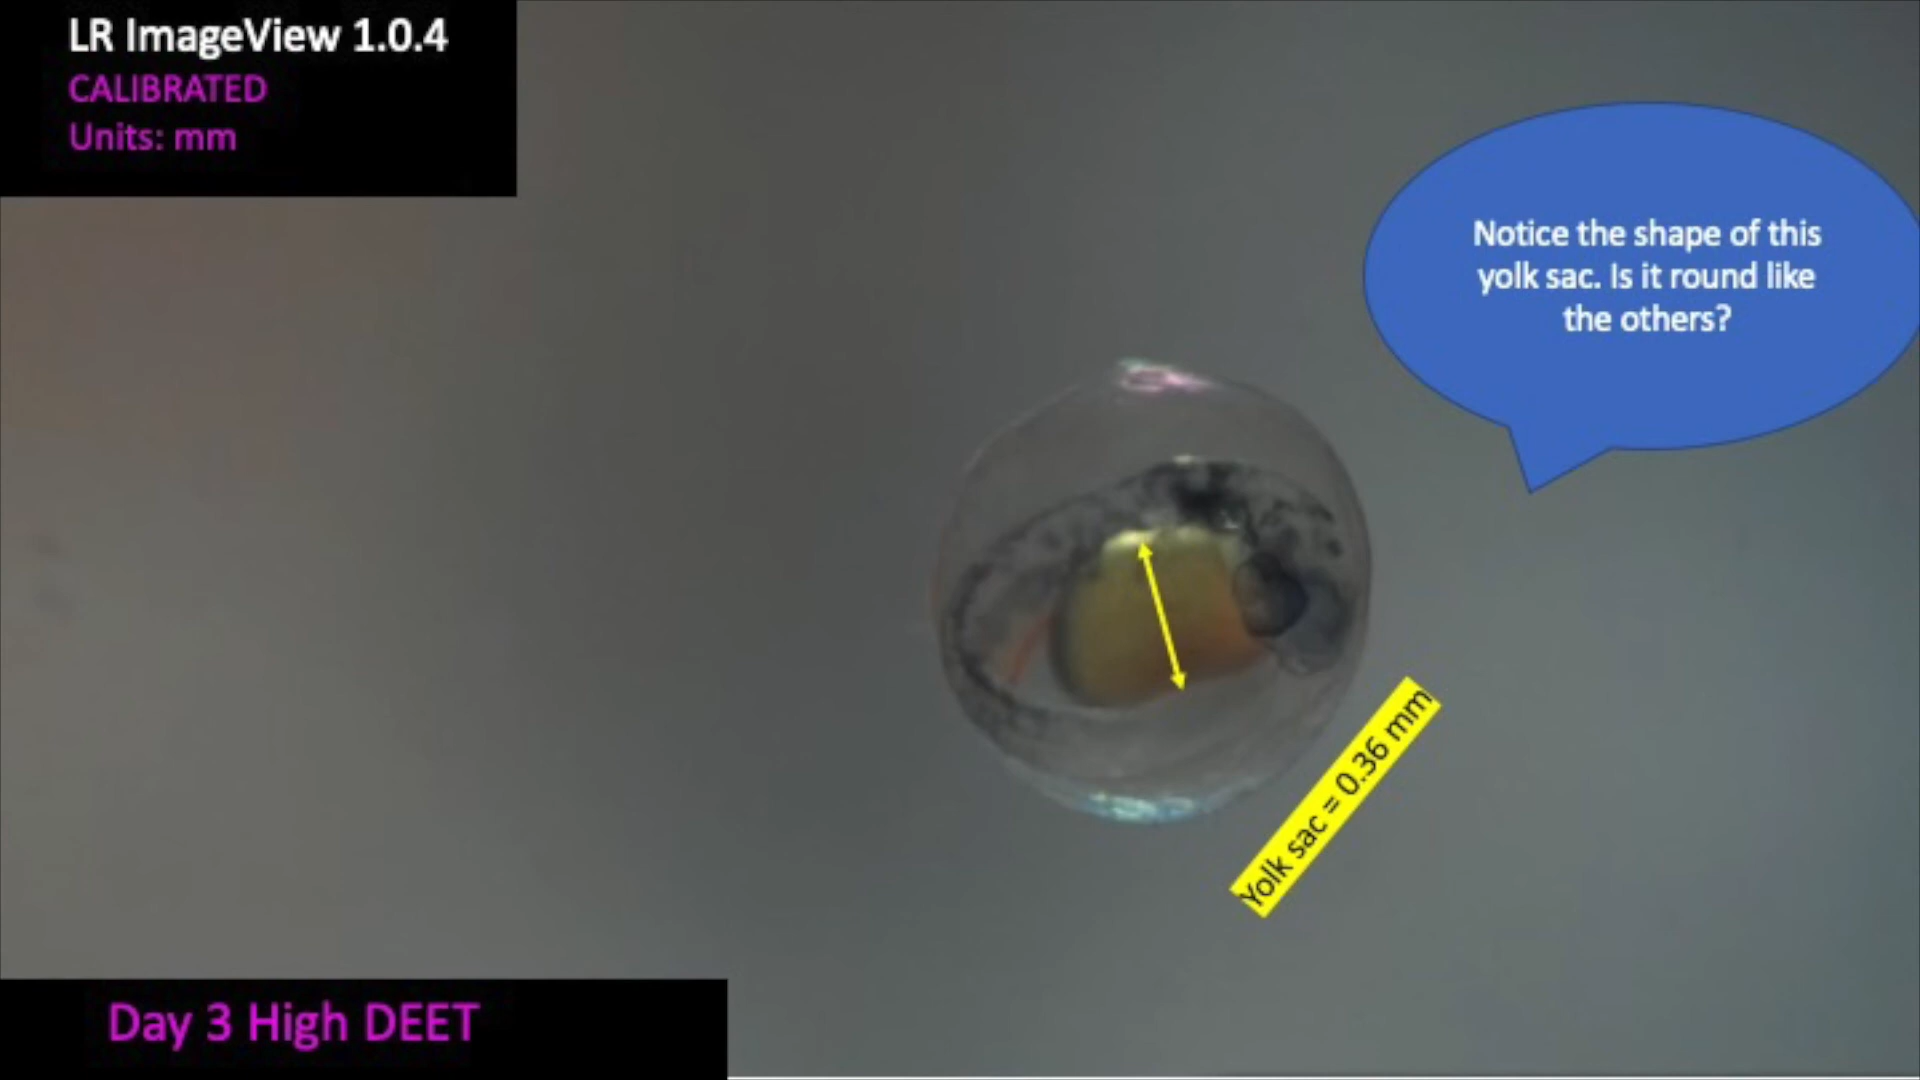 LR ImageView 1.0.4
CALIBRATED
Units: mm
Notice the shape of this
yolk sac. Is it round like
the others?
Yolk sac = 0.36 mm
Day 3 High DEET